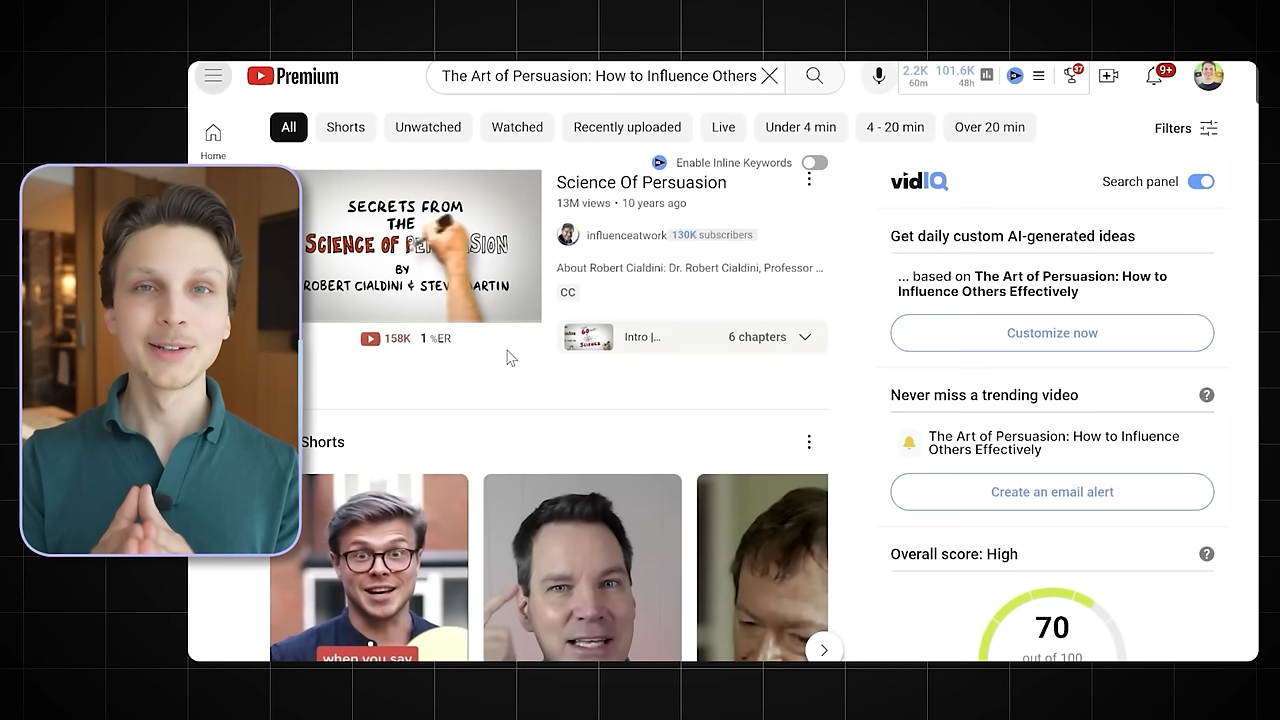 Premium
The Art of Persuasion: How to Influence Others
2.2K 60m
101.6K 48h
37
9+
All
Shorts
Unwatched
Watched
Recently uploaded
Live
Under 4 min
4 - 20 min
Over 20 min
Filters
Home
Enable Inline Keywords
SECRETS FROM
THE
SCIENCE OF PERSUASION
BY
ROBERT CIALDINI & STEVE MARTIN
158K 1 %ER
Science Of Persuasion
13M views • 10 years ago
influenceatwork 130K subscribers
About Robert Cialdini: Dr. Robert Cialdini, Professor ...
CC
Intro |...
6 chapters
Shorts
when you say
vidIQ
Search panel
Get daily custom AI-generated ideas
... based on The Art of Persuasion: How to
Influence Others Effectively
Customize now
Never miss a trending video
The Art of Persuasion: How to Influence
Others Effectively
Create an email alert
Overall score: High
70
out of 100